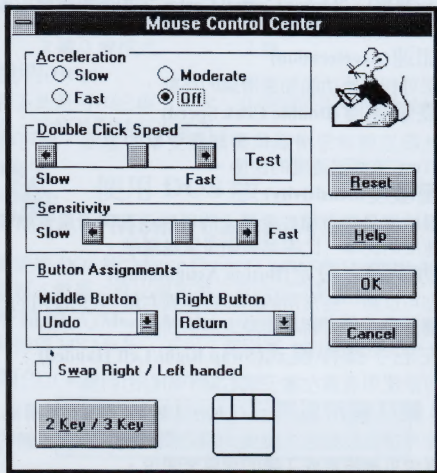 Mouse Control Center
Acceleration
Slow
Moderate
Fast
Off
Double Click Speed
Slow
Fast
Test
Sensitivity
Slow
Fast
Button Assignments
Middle Button
Right Button
Undo
Return
Swap Right / Left handed
2 Key / 3 Key
Reset
Help
OK
Cancel